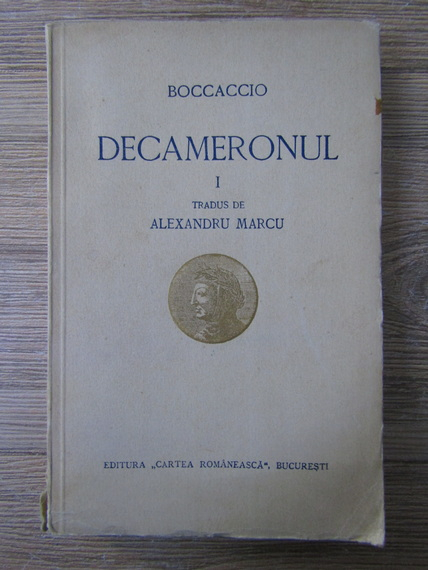 BOCCACCIO
DECAMERONUL
I
TRADUS DE
ALEXANDRU MARCU
EDITURA „CARTEA ROMÂNEASCĂ“, BUCUREȘTI